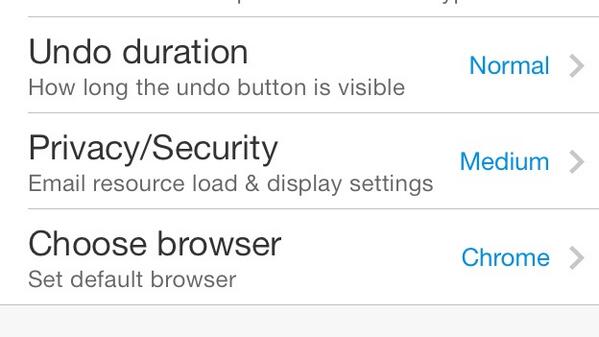 Undo duration
How long the undo button is visible
Normal
Privacy/Security
Email resource load & display settings
Medium
Choose browser
Set default browser
Chrome